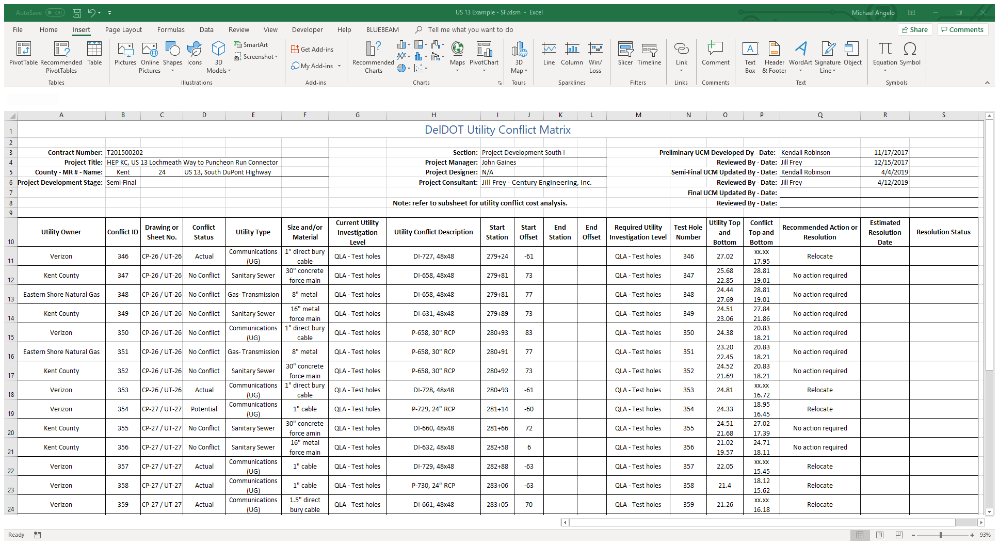 AutoSave Off US 13 Example - SF.xlsm - Excel Michael Angelo
File Home Insert Page Layout Formulas Data Review View Developer Help BLUEBEAM Tell me what you want to do Share Comments
PivotTable Recommended PivotTables Table Pictures Online Pictures Shapes Icons 3D Models SmartArt Screenshot Get Add-ins My Add-ins Recommended Charts Maps PivotChart 3D Map Line Column Win/Loss Slicer Timeline Link Comment Text Box Header & Footer WordArt Signature Line Object Equation Symbol
Tables Illustrations Add-ins Charts Tours Sparklines Filters Links Comments Text Symbols
A B C D E F G H I J K L M N O P Q R S
1 DelDOT Utility Conflict Matrix
2
3 Contract Number: T201500202 Section: Project Development South I Preliminary UCM Developed Dy - Date: Kendall Robinson 11/17/2017
4 Project Title: HEP KC, US 13 Lochmeath Way to Puncheon Run Connector Project Manager: John Gaines Reviewed By - Date: Jill Frey 12/15/2017
5 County - MR # - Name: Kent 24 US 13, South DuPont Highway Project Designer: N/A Semi-Final UCM Updated By - Date: Kendall Robinson 4/4/2019
6 Project Development Stage: Semi-Final Project Consultant: Jill Frey - Century Engineering, Inc. Reviewed By - Date: Jill Frey 4/12/2019
7 Final UCM Updated By - Date:
8 Note: refer to subsheet for utility conflict cost analysis. Reviewed By - Date:
9
10 Utility Owner Conflict ID Drawing or Sheet No. Conflict Status Utility Type Size and/or Material Current Utility Investigation Level Utility Conflict Description Start Station Start Offset End Station End Offset Required Utility Investigation Level Test Hole Number Utility Top and Bottom Conflict Top and Bottom Recommended Action or Resolution Estimated Resolution Date Resolution Status
11 Verizon 346 CP-26 / UT-26 Actual Communications (UG) 1" direct bury cable QLA - Test holes DI-727, 48x48 279+24 -61 QLA - Test holes 346 27.02 xx.xx 17.95 Relocate
12 Kent County 347 CP-26 / UT-26 No Conflict Sanitary Sewer 30" concrete force main QLA - Test holes DI-658, 48x48 279+81 73 QLA - Test holes 347 25.68 22.85 28.81 19.01 No action required
13 Eastern Shore Natural Gas 348 CP-26 / UT-26 No Conflict Gas- Transmission 8" metal QLA - Test holes DI-658, 48x48 279+81 77 QLA - Test holes 348 24.44 27.69 28.81 19.01 No action required
14 Kent County 349 CP-26 / UT-26 No Conflict Sanitary Sewer 16" metal force main QLA - Test holes DI-631, 48x48 279+89 73 QLA - Test holes 349 24.51 23.06 27.84 21.86 No action required
15 Verizon 350 CP-26 / UT-26 No Conflict Communications (UG) 1" direct bury cable QLA - Test holes P-658, 30" RCP 280+93 83 QLA - Test holes 350 24.38 20.83 18.21 No action required
16 Eastern Shore Natural Gas 351 CP-26 / UT-26 No Conflict Gas- Transmission 8" metal QLA - Test holes P-658, 30" RCP 280+91 77 QLA - Test holes 351 23.20 22.45 20.83 18.21 No action required
17 Kent County 352 CP-26 / UT-26 No Conflict Sanitary Sewer 30" concrete force main QLA - Test holes P-658, 30" RCP 280+92 73 QLA - Test holes 352 24.52 21.69 20.83 18.21 No action required
18 Verizon 353 CP-26 / UT-26 Actual Communications (UG) 1" direct bury cable QLA - Test holes DI-728, 48x48 280+93 -61 QLA - Test holes 353 24.81 xx.xx 16.72 Relocate
19 Verizon 354 CP-27 / UT-27 Potential Communications (UG) 1" cable QLA - Test holes P-729, 24" RCP 281+14 -60 QLA - Test holes 354 24.33 18.95 16.45 Relocate
20 Kent County 355 CP-27 / UT-27 No Conflict Sanitary Sewer 30" concrete force amin QLA - Test holes DI-660, 48x48 281+66 72 QLA - Test holes 355 24.51 21.68 27.02 17.39 No action required
21 Kent County 356 CP-27 / UT-27 No Conflict Sanitary Sewer 16" metal force main QLA - Test holes DI-632, 48x48 282+58 6 QLA - Test holes 356 21.02 19.57 24.71 18.11 No action required
22 Verizon 357 CP-27 / UT-27 Actual Communications (UG) 1" cable QLA - Test holes DI-729, 48x48 282+88 -63 QLA - Test holes 357 22.05 xx.xx 15.45 Relocate
23 Verizon 358 CP-27 / UT-27 Actual Communications (UG) 1" cable QLA - Test holes P-730, 24" RCP 283+06 -63 QLA - Test holes 358 21.4 18.12 15.62 Relocate
24 Verizon 359 CP-27 / UT-27 Actual Communications (UG) 1.5" direct bury cable QLA - Test holes DI-661, 48x48 283+05 70 QLA - Test holes 359 21.26 xx.xx 16.18 Relocate
Ready 93%